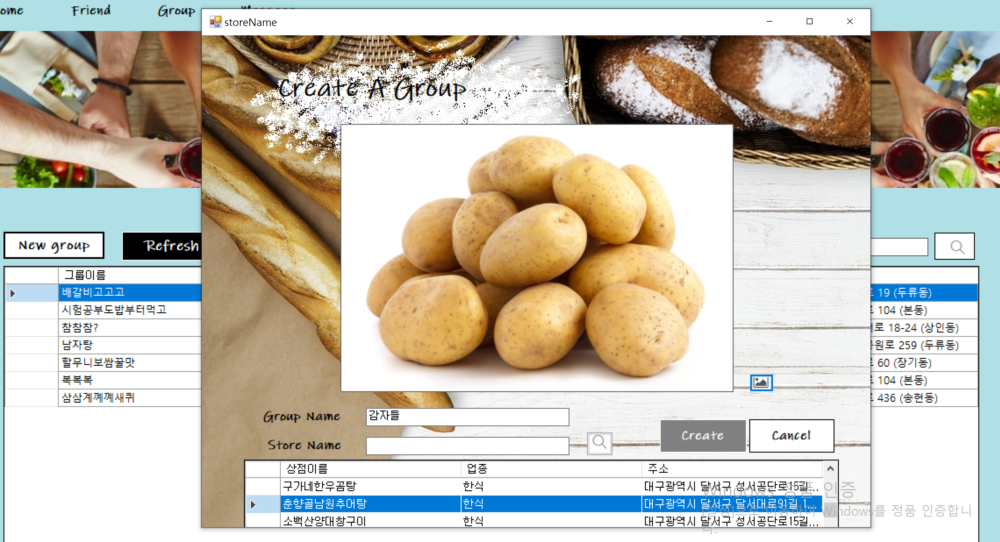 ome Friend Group
storeName
Create A Group
New group Refresh
그룹이름
배갈비고고고
시험공부도밥부터먹고
참참참?
남자탕
할무니보쌈꿀맛
복복복
삼삼계꼐꼐새퀴
19 (두류동)
104 (본동)
로 18-24 (상인동)
공원로 259 (두류동)
60 (장기동)
104 (본동)
436 (송현동)
Group Name 감자들
Store Name
Create Cancel
상점이름 업종 주소
구가네한우곰탕 한식 대구광역시 달서구 성서공단로15길...
춘향골남원추어탕 한식 대구광역시 달서구 달서대로91길 1...
소백산양대창구이 한식 대구광역시 달서구 성서공단로15길...
Windows 정품 인증
[설정]으로 이동하여 Windows를 정품 인증합니
다.